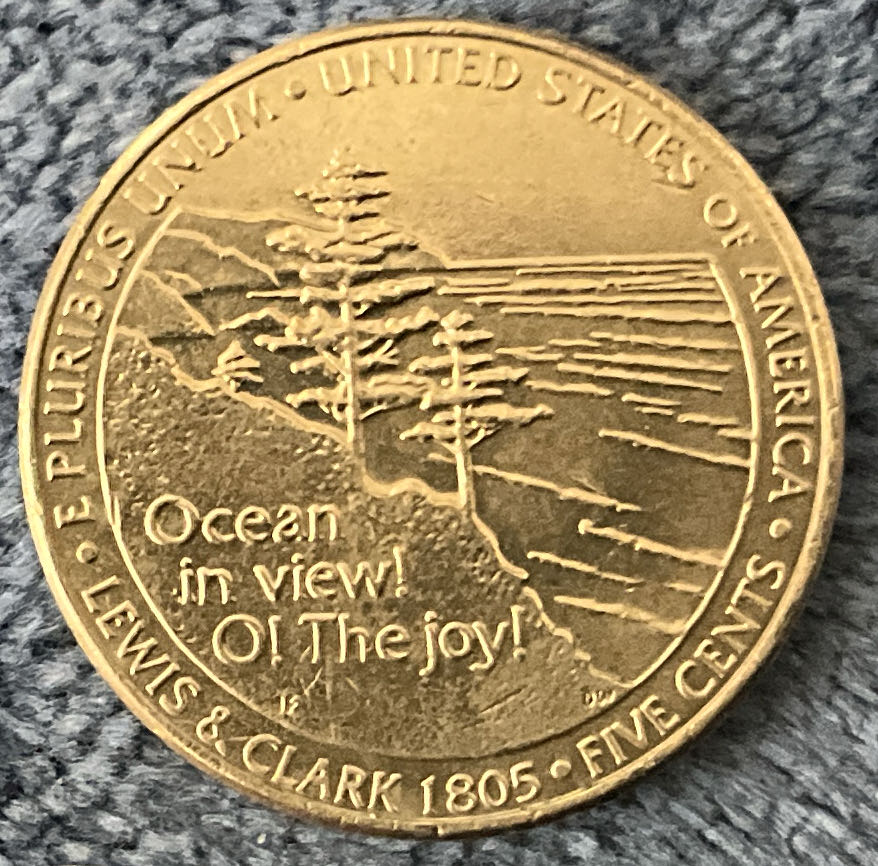 E PLURIBUS UNUM • UNITED STATES OF AMERICA •
Ocean
in view!
O! The joy!
LEWIS & CLARK 1805 • FIVE CENTS